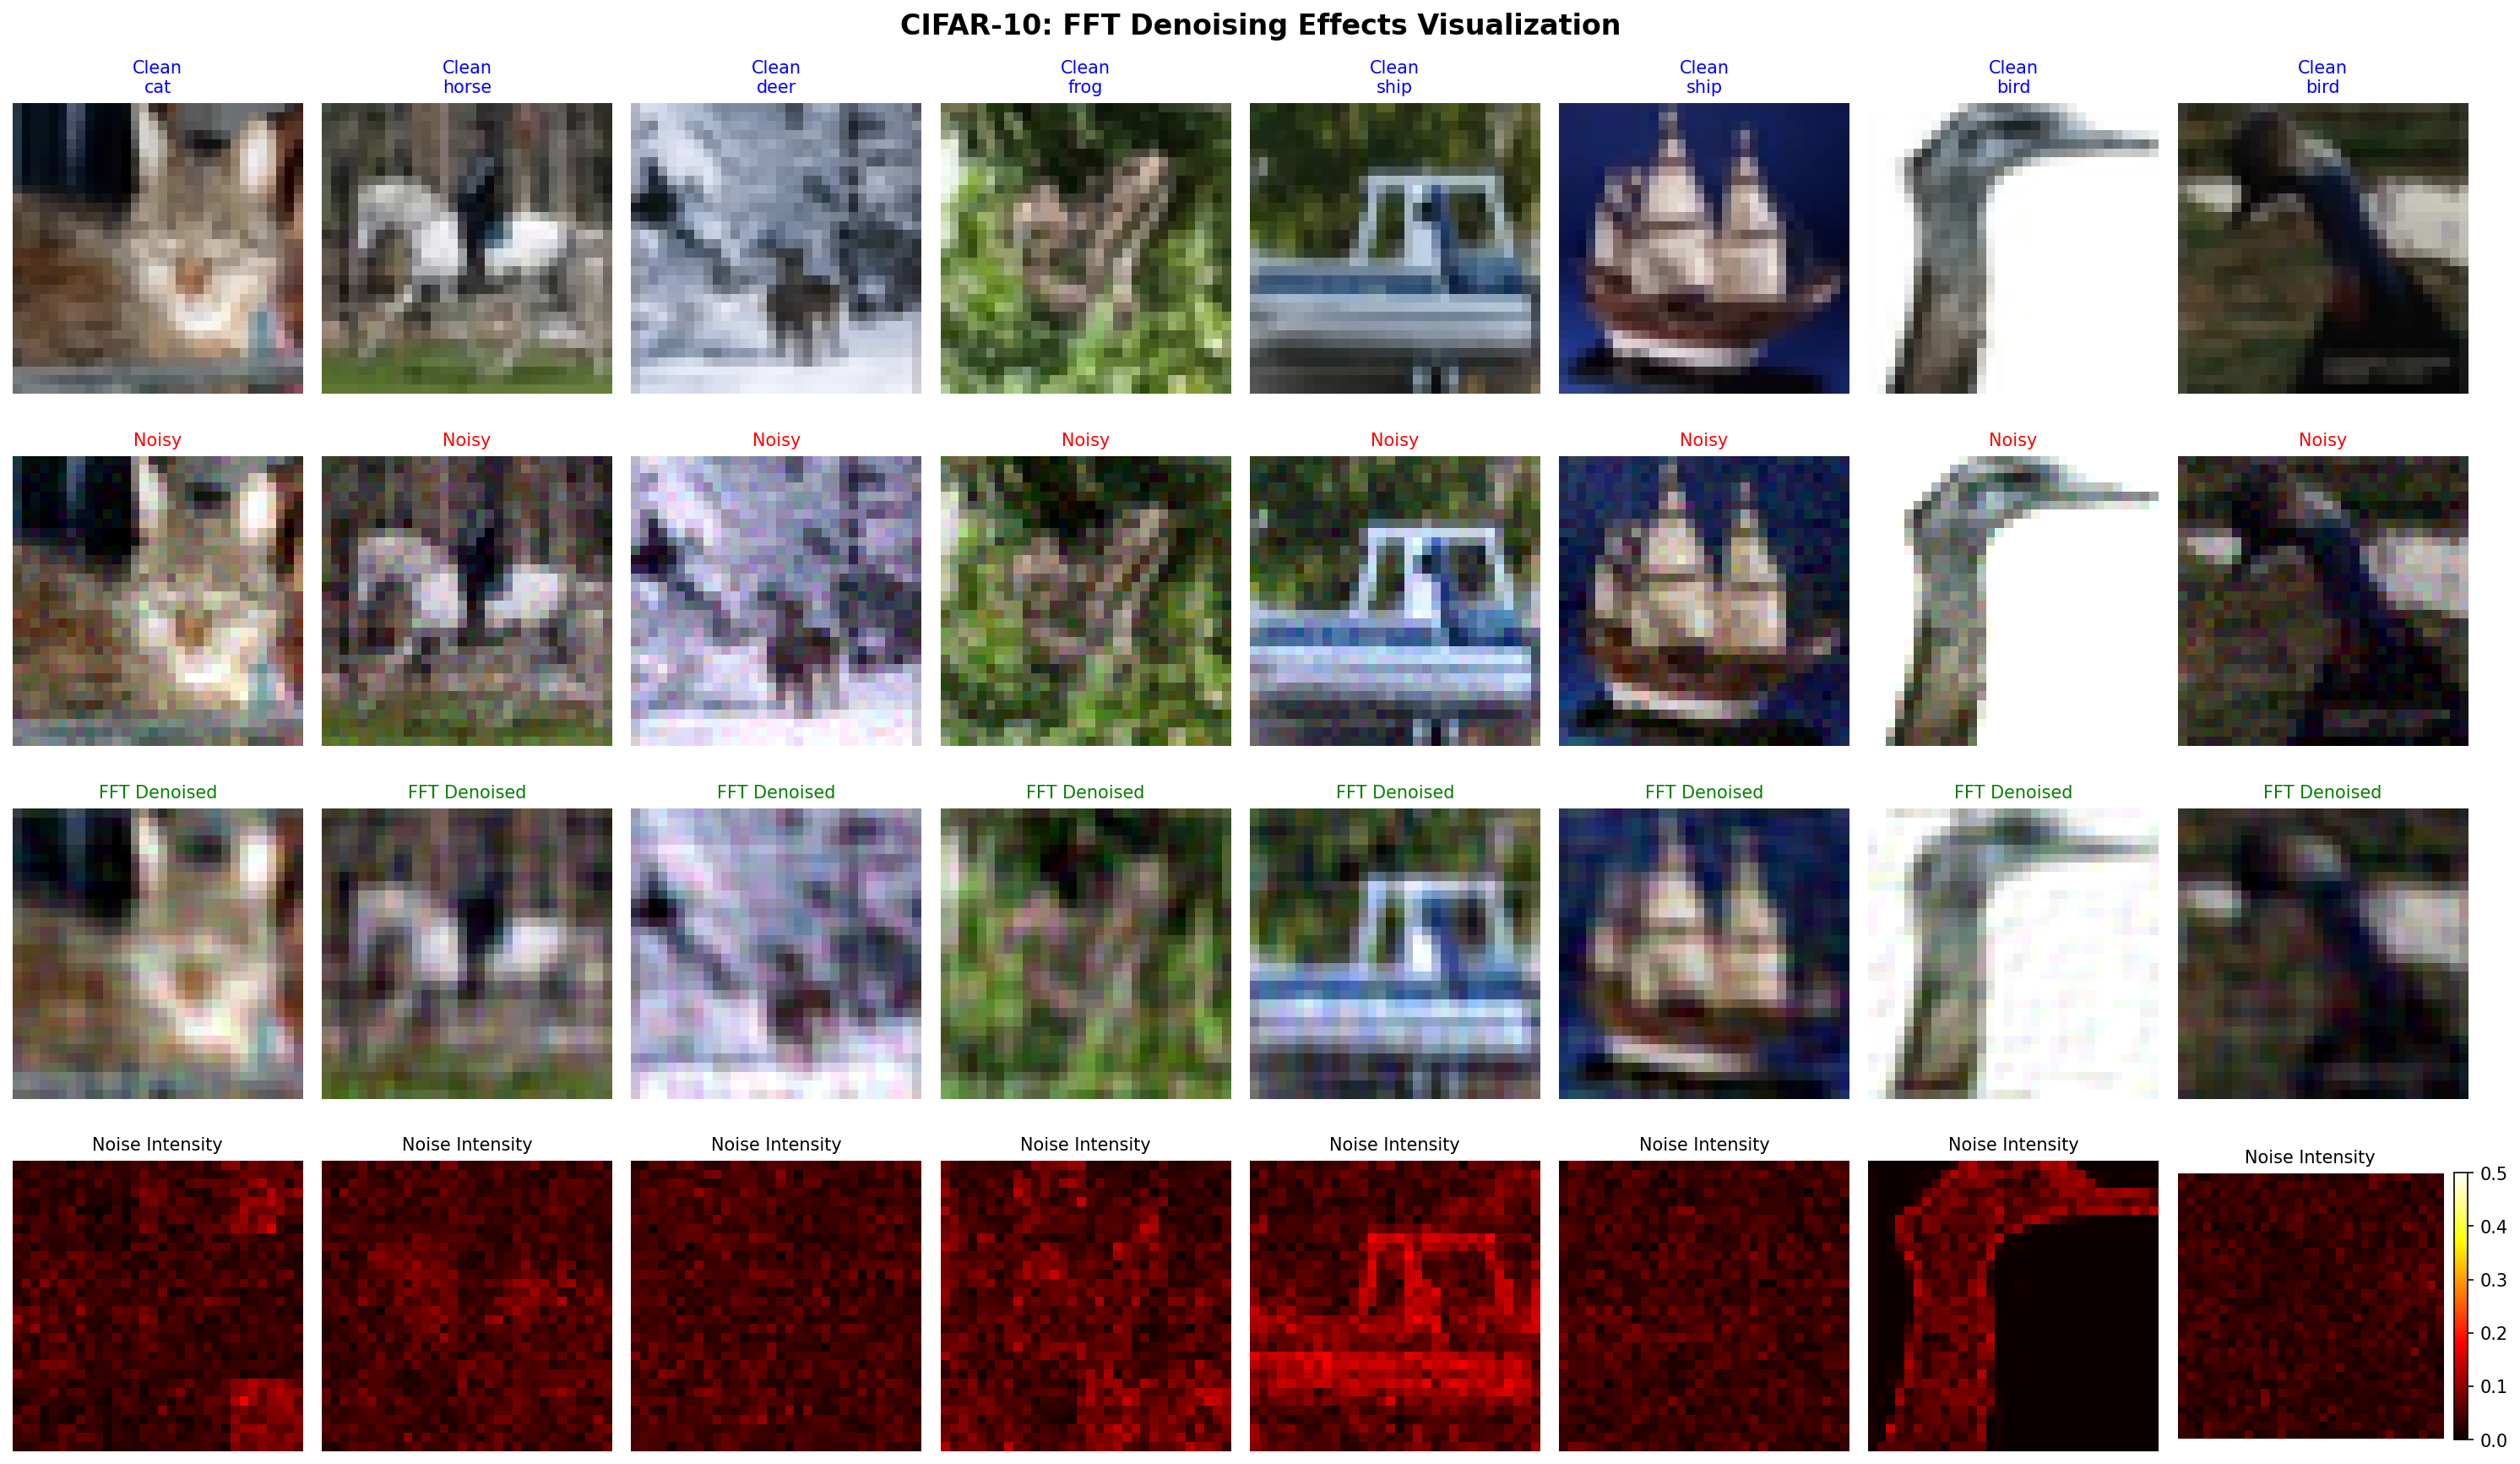 CIFAR-10: FFT Denoising Effects Visualization
Clean
cat
Clean
horse
Clean
deer
Clean
frog
Clean
ship
Clean
ship
Clean
bird
Clean
bird
Noisy
Noisy
Noisy
Noisy
Noisy
Noisy
Noisy
Noisy
FFT Denoised
FFT Denoised
FFT Denoised
FFT Denoised
FFT Denoised
FFT Denoised
FFT Denoised
FFT Denoised
Noise Intensity
Noise Intensity
Noise Intensity
Noise Intensity
Noise Intensity
Noise Intensity
Noise Intensity
Noise Intensity
0.5
0.4
0.3
0.2
0.1
0.0